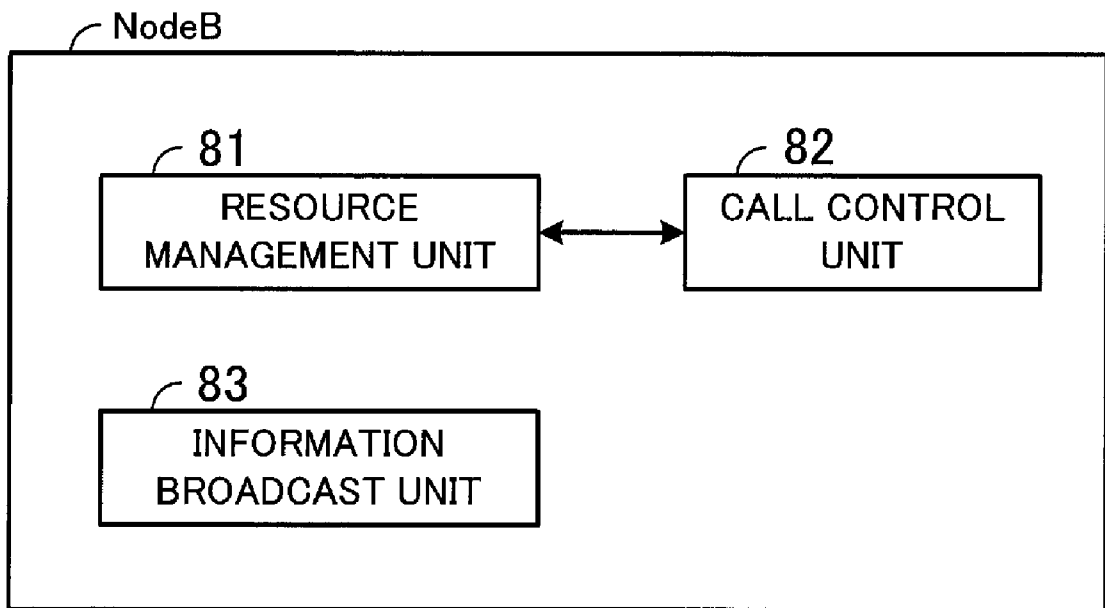 NodeB
81
RESOURCE
MANAGEMENT UNIT
82
CALL CONTROL
UNIT
83
INFORMATION
BROADCAST UNIT